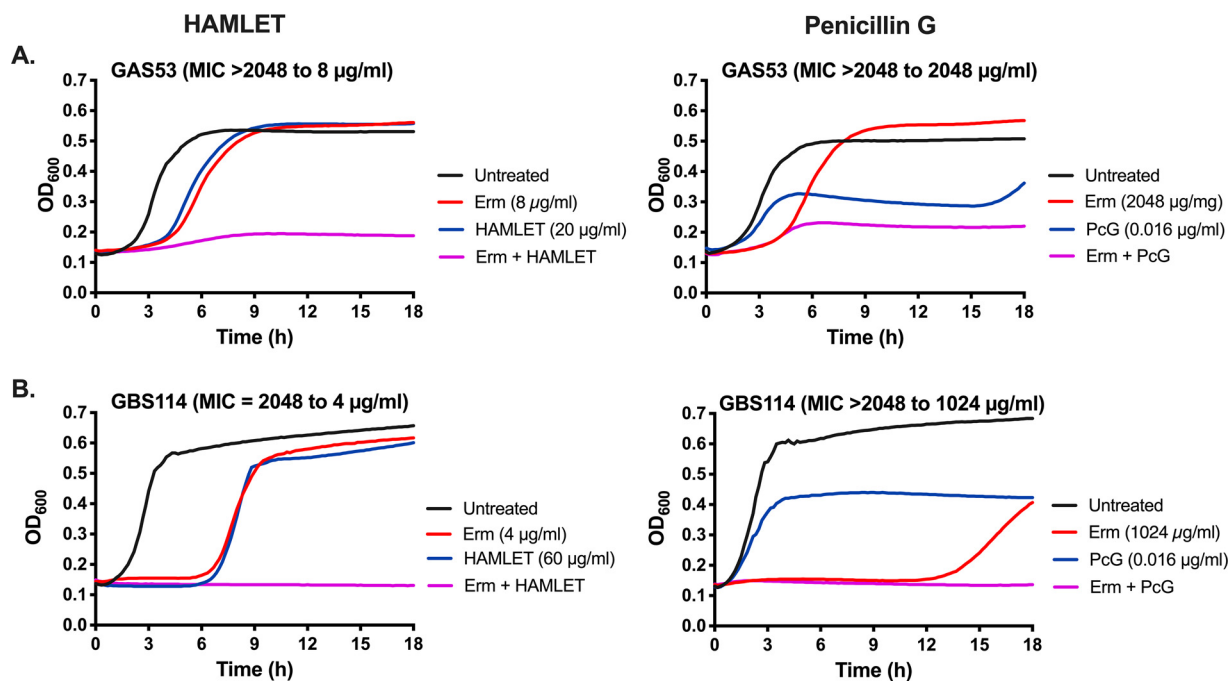 HAMLET
Penicillin G
A.
GAS53 (MIC >2048 to 8 µg/ml)
0.7
0.6
0.5
0.4
0.3
0.2
0.1
0.0
OD600
0 3 6 9 12 15 18
Time (h)
Untreated
Erm (8 µg/ml)
HAMLET (20 µg/ml)
Erm + HAMLET
GAS53 (MIC >2048 to 2048 µg/ml)
0.7
0.6
0.5
0.4
0.3
0.2
0.1
0.0
OD600
0 3 6 9 12 15 18
Time (h)
Untreated
Erm (2048 µg/mg)
PcG (0.016 µg/ml)
Erm + PcG
B.
GBS114 (MIC = 2048 to 4 µg/ml)
0.7
0.6
0.5
0.4
0.3
0.2
0.1
0.0
OD600
0 3 6 9 12 15 18
Time (h)
Untreated
Erm (4 µg/ml)
HAMLET (60 µg/ml)
Erm + HAMLET
GBS114 (MIC >2048 to 1024 µg/ml)
0.7
0.6
0.5
0.4
0.3
0.2
0.1
0.0
OD600
0 3 6 9 12 15 18
Time (h)
Untreated
Erm (1024 µg/ml)
PcG (0.016 µg/ml)
Erm + PcG